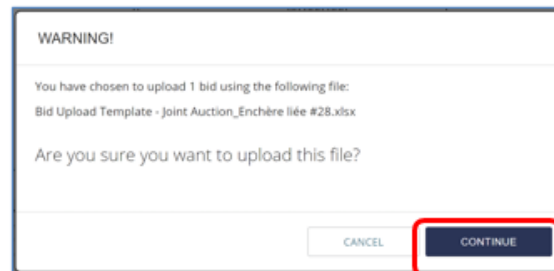 WARNING!
You have chosen to upload 1 bid using the following file:
Bid Upload Template - Joint Auction_Enchère liée #28.xlsx
Are you sure you want to upload this file?
CANCEL CONTINUE